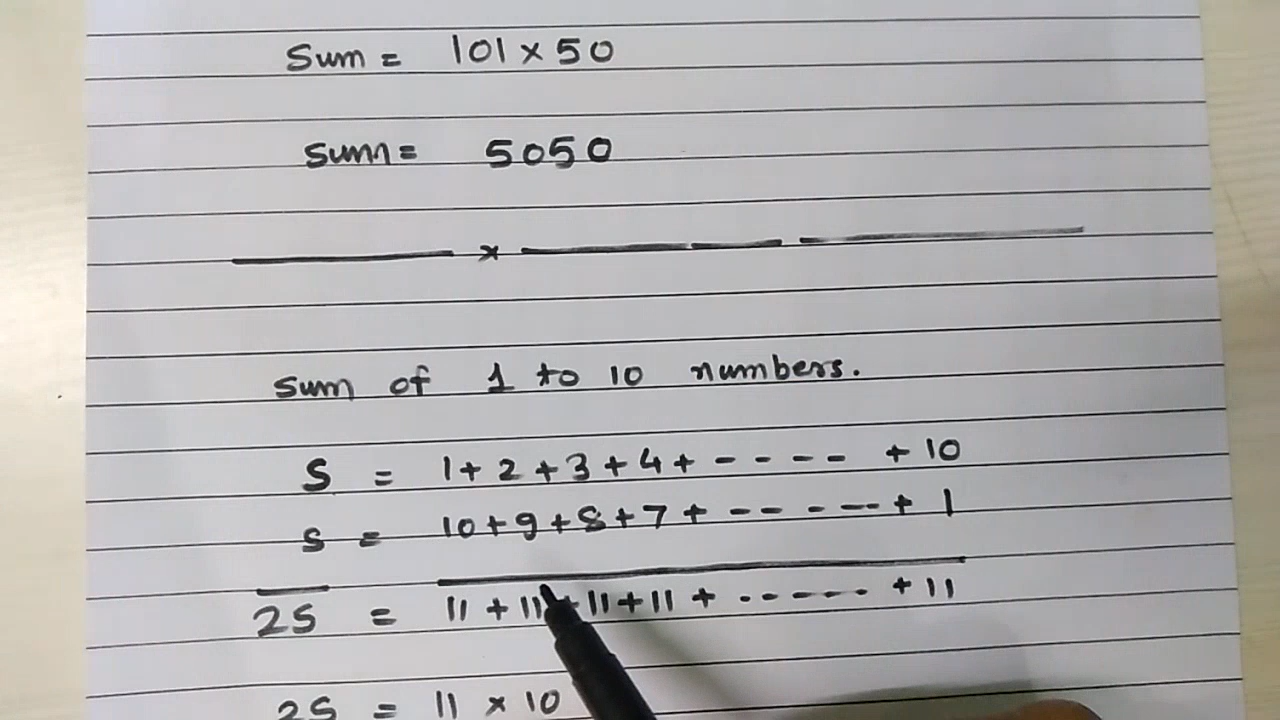 Sum = 101 × 50
Sum = 5050
×
Sum of 1 to 10 numbers.
S = 1 + 2 + 3 + 4 + - - - - + 10
S = 10 + 9 + 8 + 7 + - - - - - + 1
2S = 11 + 11 + 11 + 11 + - - - - - - + 11
2S = 11 × 10